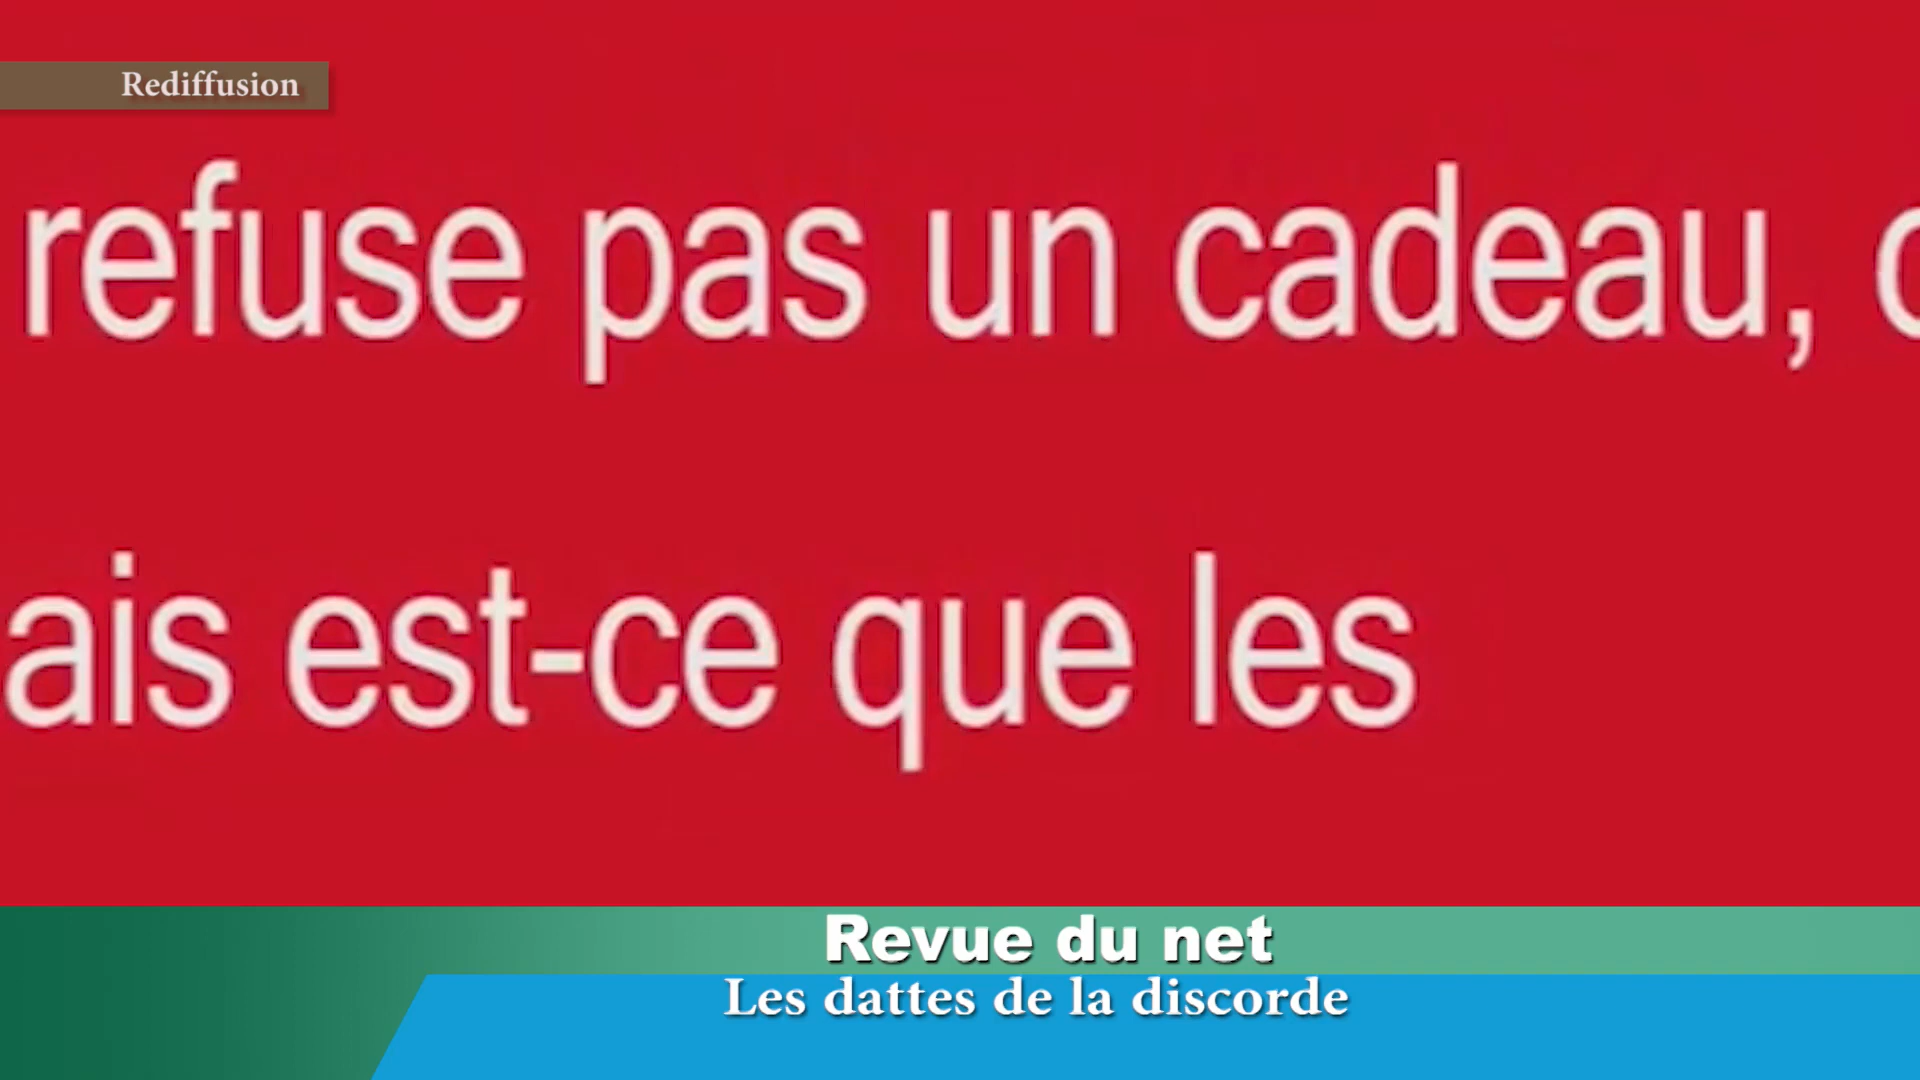 Rediffusion
refuse pas un cadeau,
ais est-ce que les
Revue du net
Les dattes de la discorde